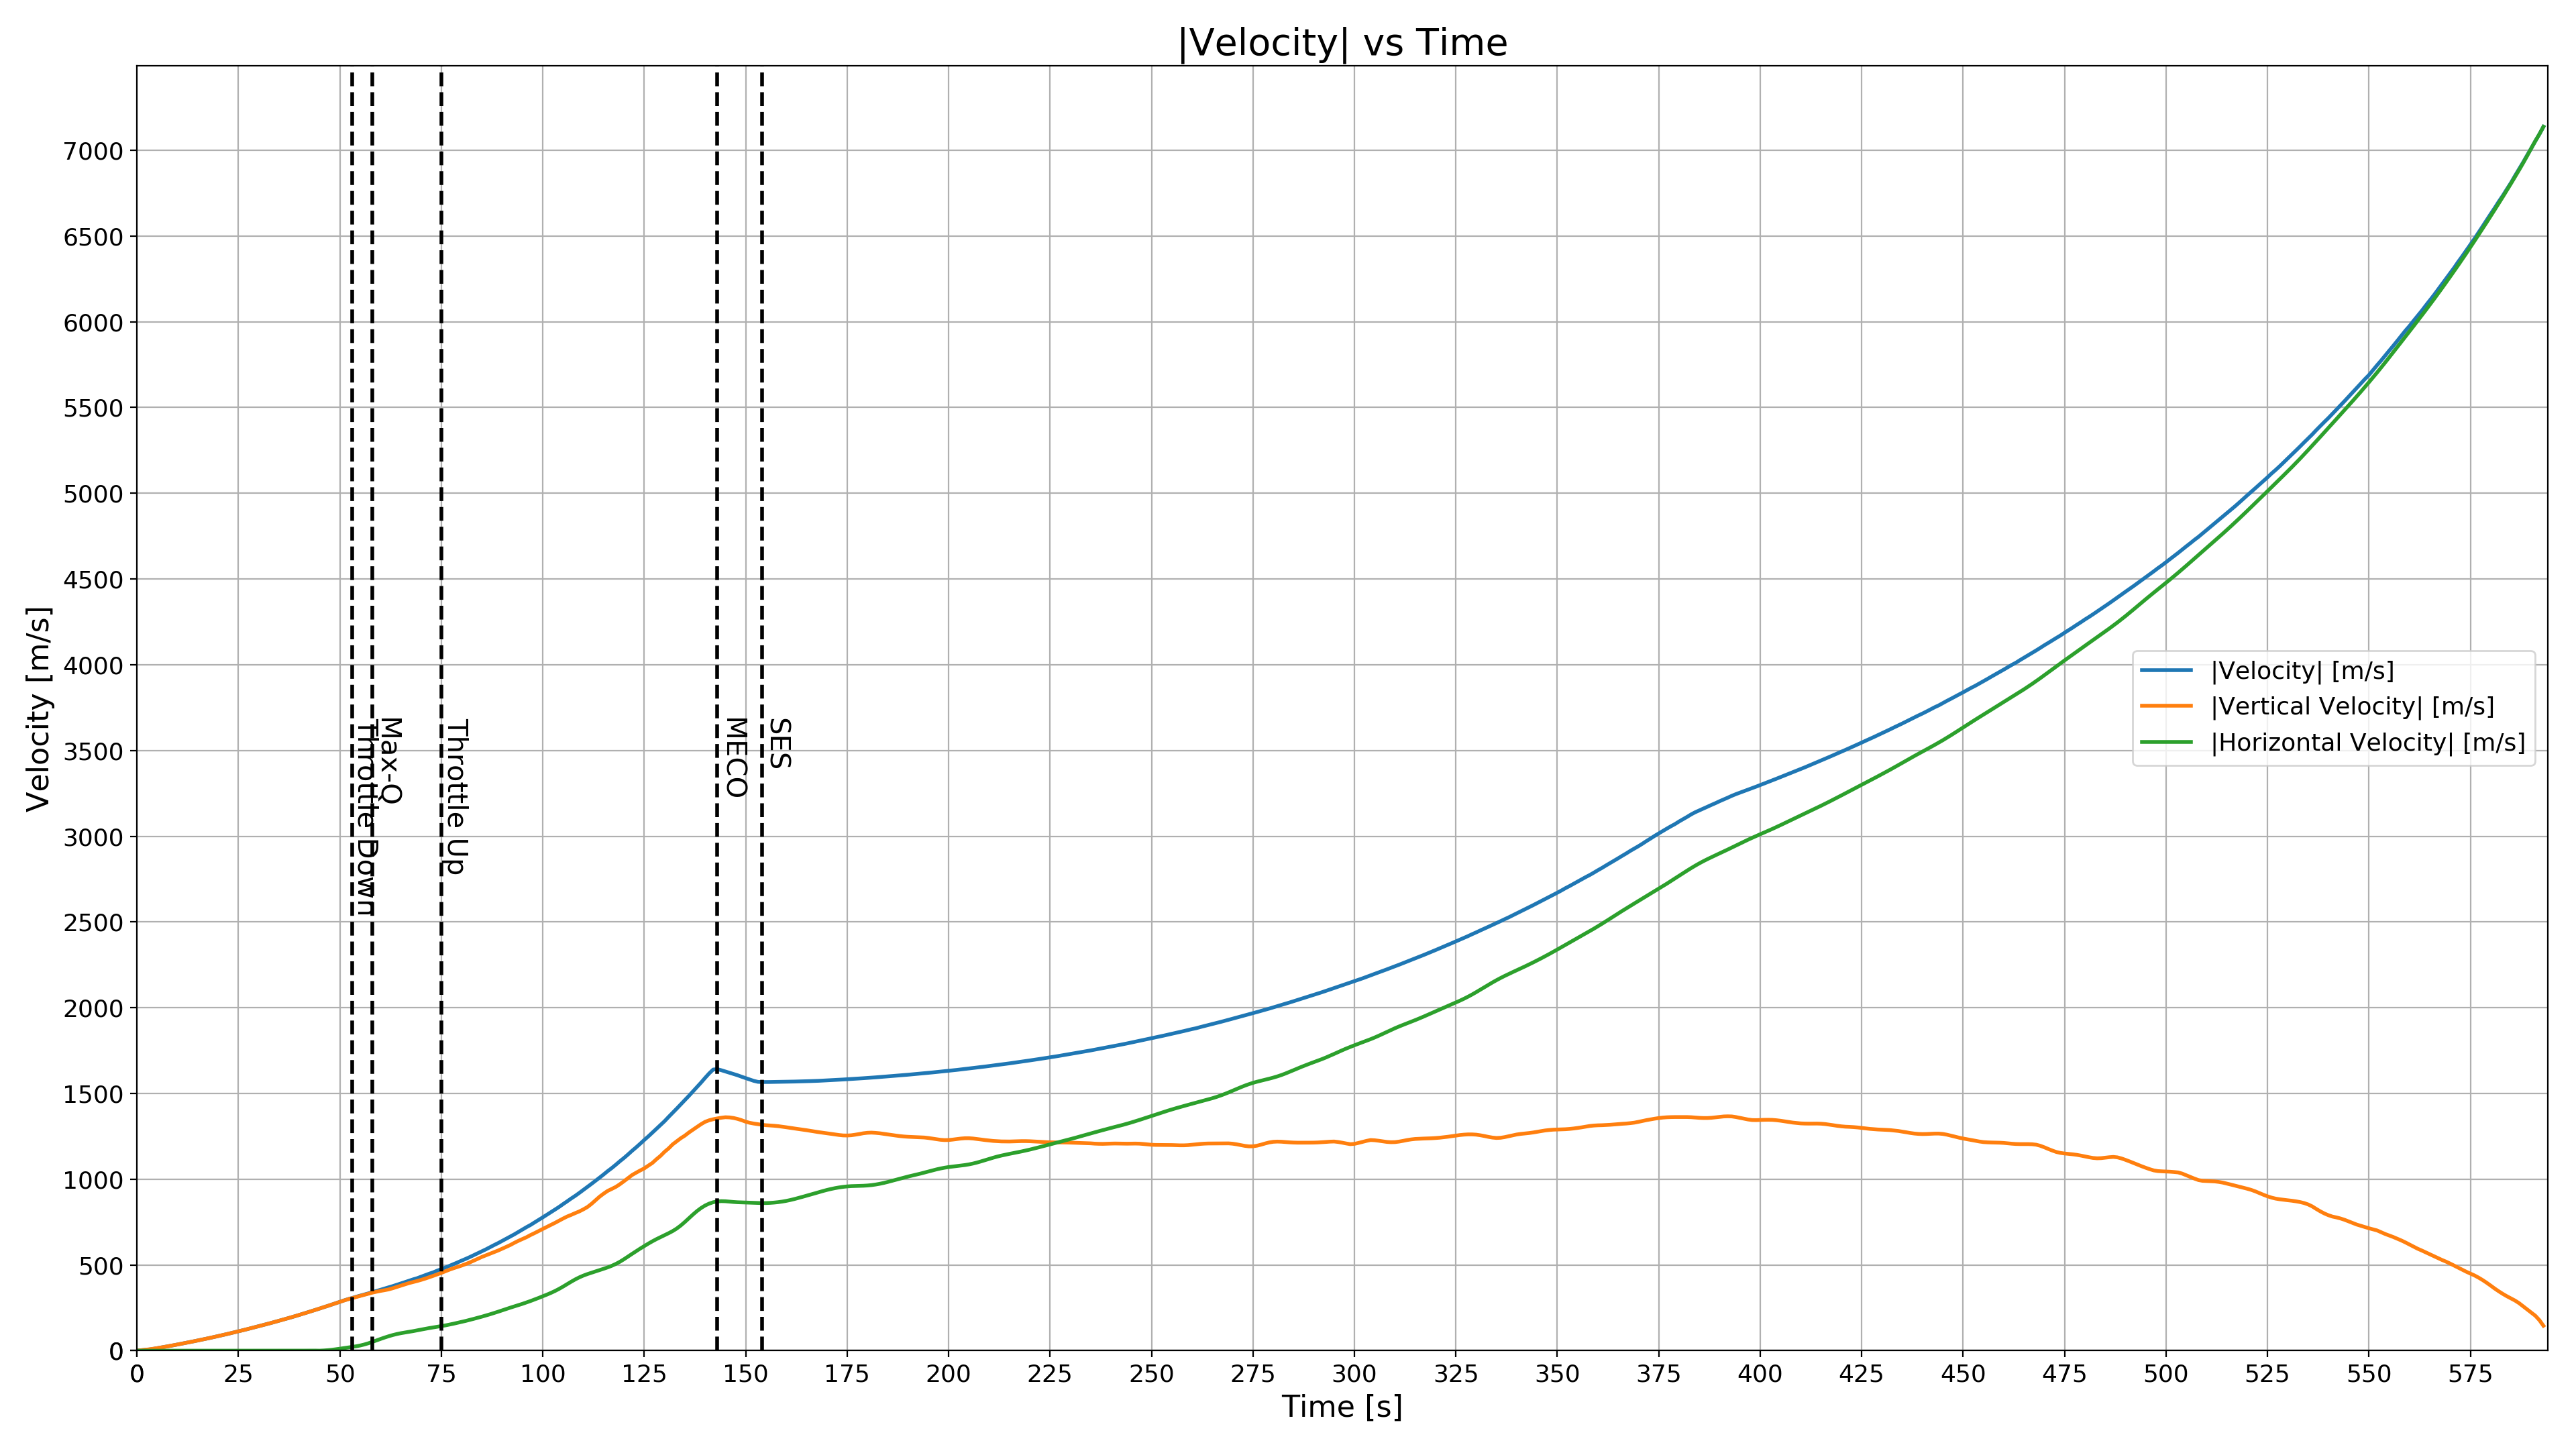 |Velocity| vs Time
Velocity [m/s]
7000
6500
6000
5500
5000
4500
4000
3500
3000
2500
2000
1500
1000
500
0
Throttle Down
Max-Q
Throttle Up
MECO
SES
|Velocity| [m/s]
|Vertical Velocity| [m/s]
|Horizontal Velocity| [m/s]
0 25 50 75 100 125 150 175 200 225 250 275 300 325 350 375 400 425 450 475 500 525 550 575
Time [s]